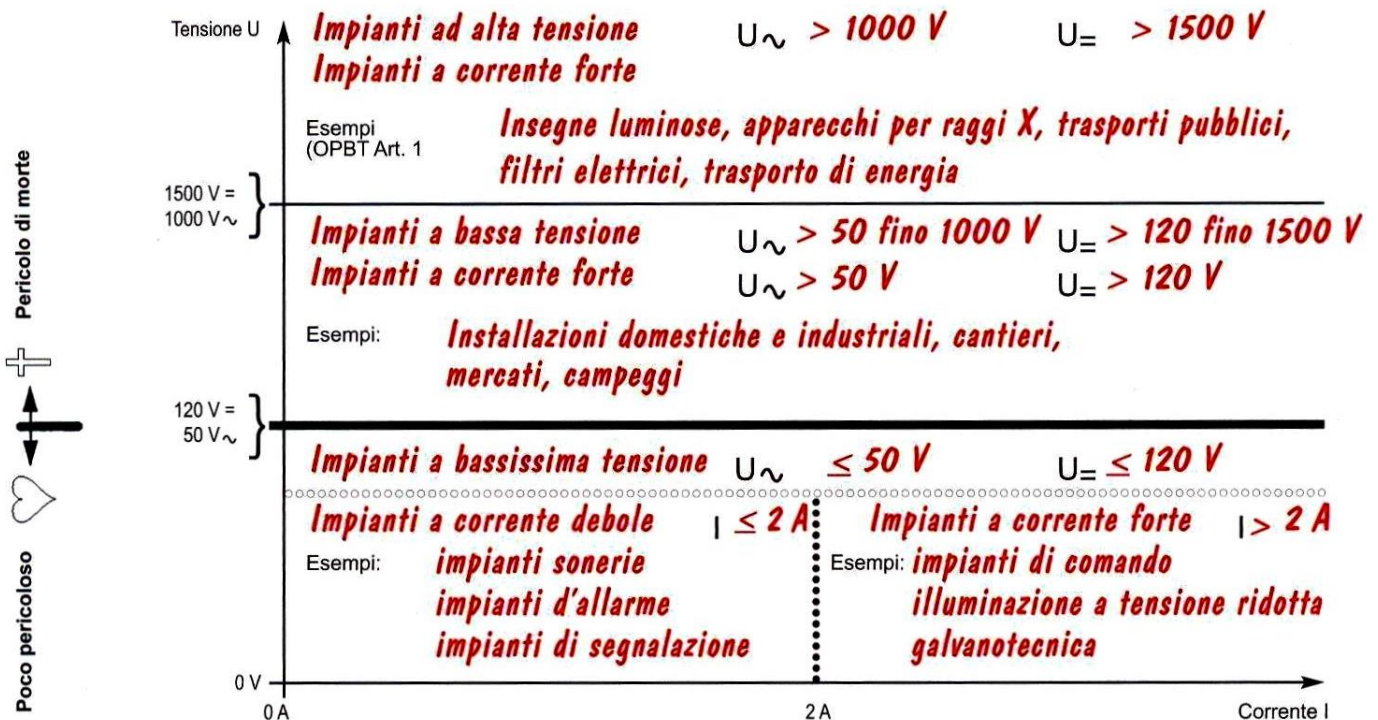 Tensione U
Impianti ad alta tensione U∿ > 1000 V U= > 1500 V
Impianti a corrente forte
Esempi
(OPBT Art. 1
Insegne luminose, apparecchi per raggi X, trasporti pubblici,
filtri elettrici, trasporto di energia
1500 V =
1000 V∿
Impianti a bassa tensione U∿ > 50 fino 1000 V U= > 120 fino 1500 V
Impianti a corrente forte U∿ > 50 V U= > 120 V
Esempi: Installazioni domestiche e industriali, cantieri,
mercati, campeggi
120 V =
50 V∿
Impianti a bassissima tensione U∿ ≤ 50 V U= ≤ 120 V
Impianti a corrente debole I ≤ 2 A
Esempi: impianti sonerie
impianti d'allarme
impianti di segnalazione
Impianti a corrente forte I > 2 A
Esempi: impianti di comando
illuminazione a tensione ridotta
galvanotecnica
0 V
0 A
2 A
Corrente I
Pericolo di morte
Poco pericoloso